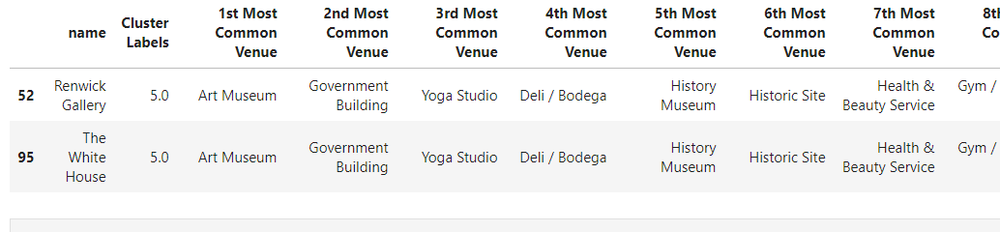 name Cluster Labels 1st Most Common Venue 2nd Most Common Venue 3rd Most Common Venue 4th Most Common Venue 5th Most Common Venue 6th Most Common Venue 7th Most Common Venue
52 Renwick Gallery 5.0 Art Museum Government Building Yoga Studio Deli / Bodega History Museum Historic Site Health & Beauty Service Gym /
95 The White House 5.0 Art Museum Government Building Yoga Studio Deli / Bodega History Museum Historic Site Health & Beauty Service Gym /